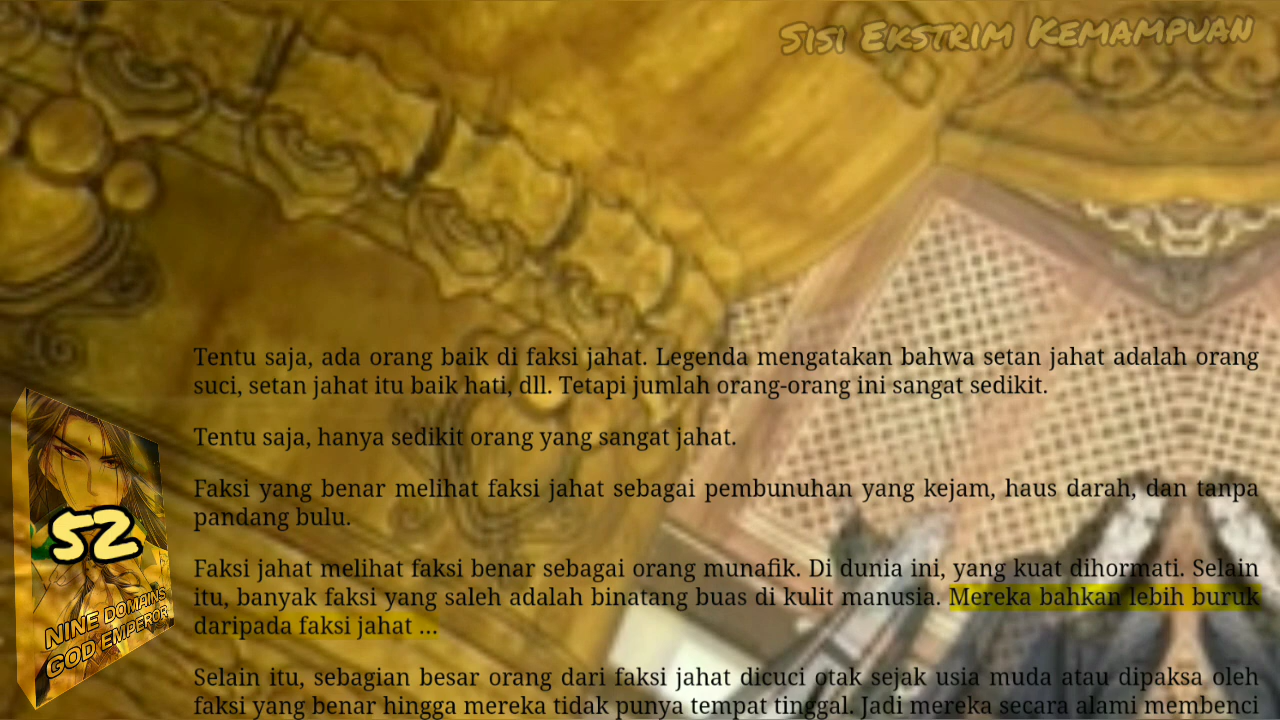 Sisi Ekstrim Kemampuan
Tentu saja, ada orang baik di faksi jahat. Legenda mengatakan bahwa setan jahat adalah orang
suci, setan jahat itu baik hati, dll. Tetapi jumlah orang-orang ini sangat sedikit.
Tentu saja, hanya sedikit orang yang sangat jahat.
Faksi yang benar melihat faksi jahat sebagai pembunuhan yang kejam, haus darah, dan tanpa
pandang bulu.
Faksi jahat melihat faksi benar sebagai orang munafik. Di dunia ini, yang kuat dihormati. Selain
itu, banyak faksi yang saleh adalah binatang buas di kulit manusia. Mereka bahkan lebih buruk
daripada faksi jahat ...
Selain itu, sebagian besar orang dari faksi jahat dicuci otak sejak usia muda atau dipaksa oleh
faksi yang benar hingga mereka tidak punya tempat tinggal. Jadi mereka secara alami membenci
52
NINE DOMAINS
GOD EMPEROR